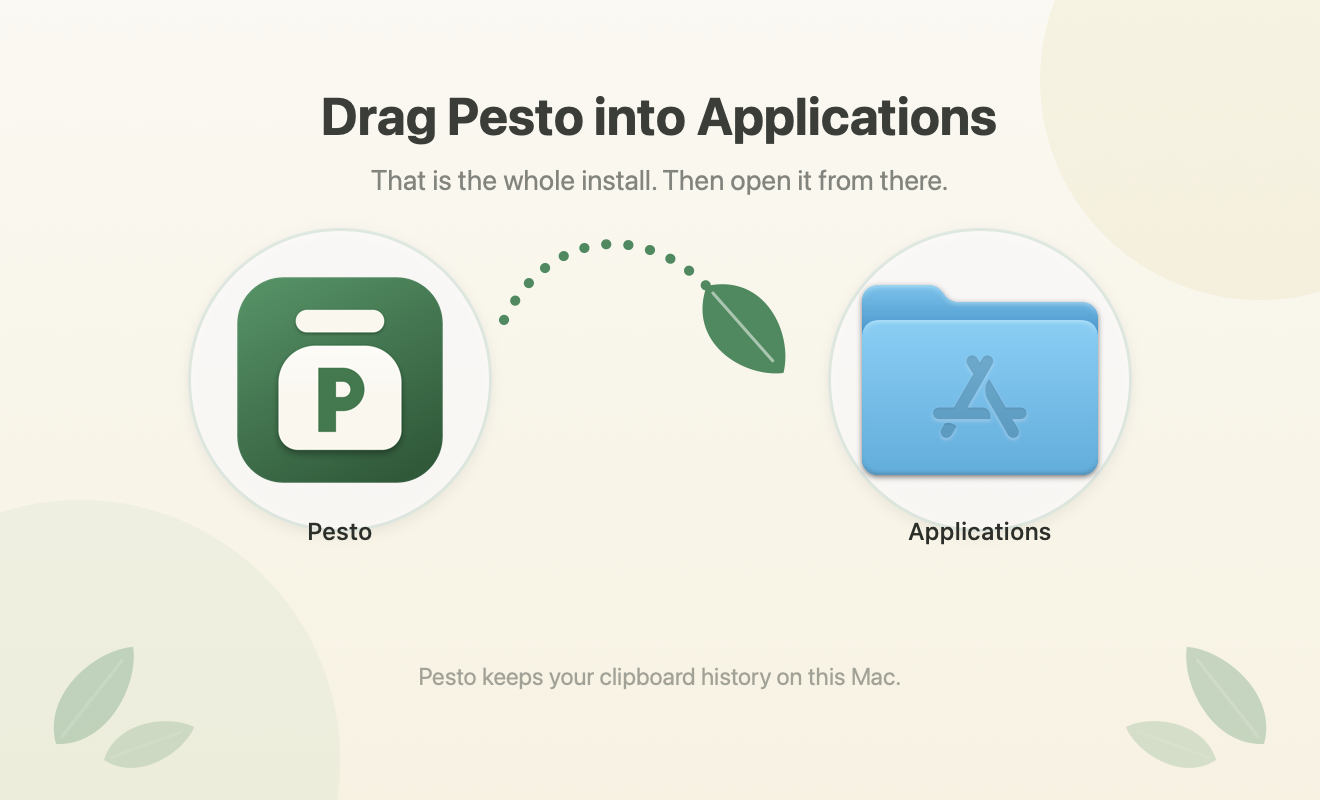 Drag Pesto into Applications
That is the whole install. Then open it from there.
P
Pesto
Applications
Pesto keeps your clipboard history on this Mac.